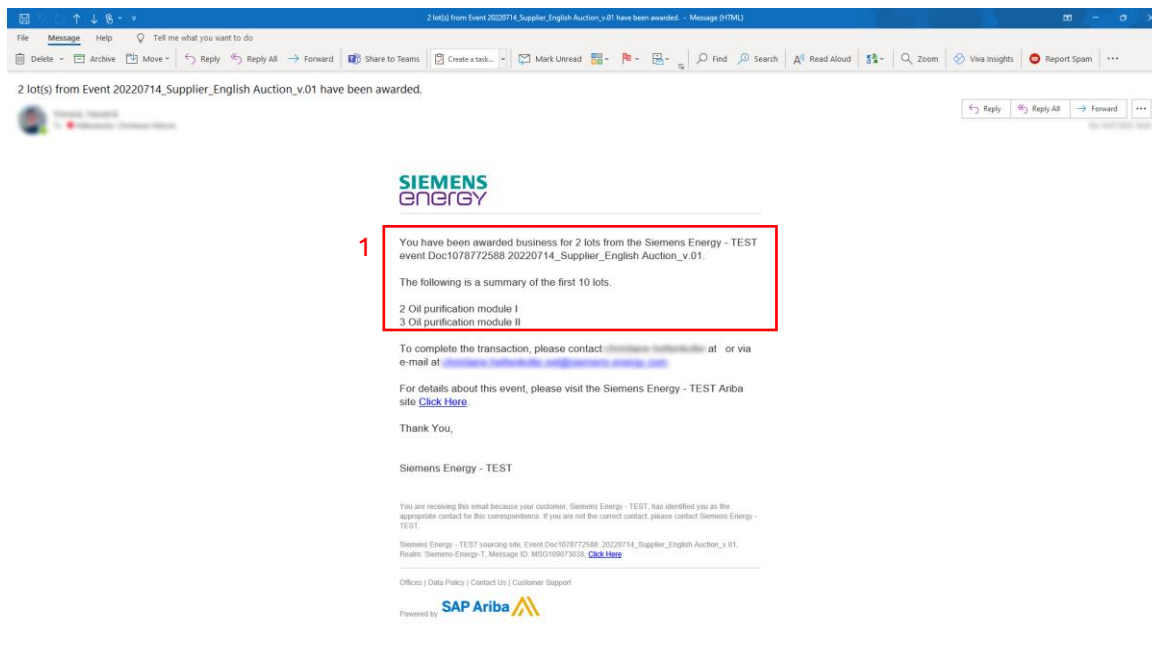 2 lot(s) from Event 20220714_Supplier_English Auction_v.01 have been awarded. - Message (HTML)
File Message Help Tell me what you want to do
Delete Archive Move Reply Reply All Forward Share to Teams Create a task... Mark Unread Find Search Read Aloud Zoom Viva Insights Report Spam
2 lot(s) from Event 20220714_Supplier_English Auction_v.01 have been awarded.
Reply Reply All Forward
SIEMENS
energy
1
You have been awarded business for 2 lots from the Siemens Energy - TEST
event Doc1078772588 20220714_Supplier_English Auction_v.01.
The following is a summary of the first 10 lots.
2 Oil purification module I
3 Oil purification module II
To complete the transaction, please contact at or via
e-mail at
For details about this event, please visit the Siemens Energy - TEST Ariba
site Click Here.
Thank You,
Siemens Energy - TEST
You are receiving this email because your customer, Siemens Energy - TEST, has identified you as the
appropriate contact for this correspondence. If you are not the correct contact, please contact Siemens Energy -
TEST.
Siemens Energy - TEST sourcing site, Event Doc1078772588: 20220714_Supplier_English Auction_v.01,
Realm: Siemens-Energy-T, Message ID: MSG109073038, Click Here
Offices | Data Policy | Contact Us | Customer Support
Powered by SAP Ariba